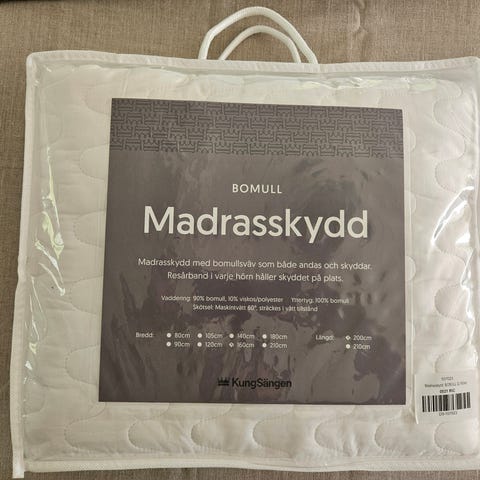 BOMULL
Madrasskydd
Madrasskydd med bomullsväv som både andas och skyddar.
Resårband i varje hörn håller skyddet på plats.
Vaddering: 90% bomull, 10% viskos/polyester Yttertyg: 100% bomull
Skötsel: Maskintvätt 60°, sträckes i vått tillstånd
Bredd: 80cm 105cm 140cm 180cm Längd: 200cm
90cm 120cm 160cm 210cm 210cm
KungSängen